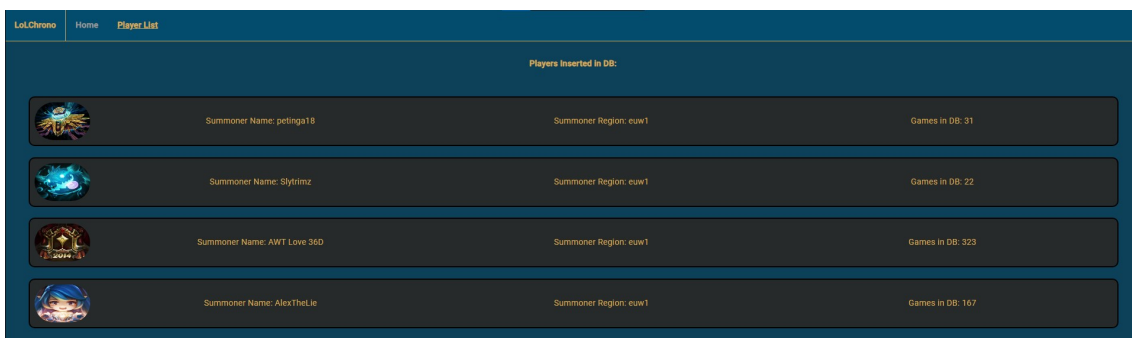 LoLChrono Home Player List
Players Inserted in DB:
Summoner Name: petinga18 Summoner Region: euw1 Games in DB: 31
Summoner Name: Slytrimz Summoner Region: euw1 Games in DB: 22
2014
Summoner Name: AWT Love 36D Summoner Region: euw1 Games in DB: 323
Summoner Name: AlexTheLie Summoner Region: euw1 Games in DB: 167